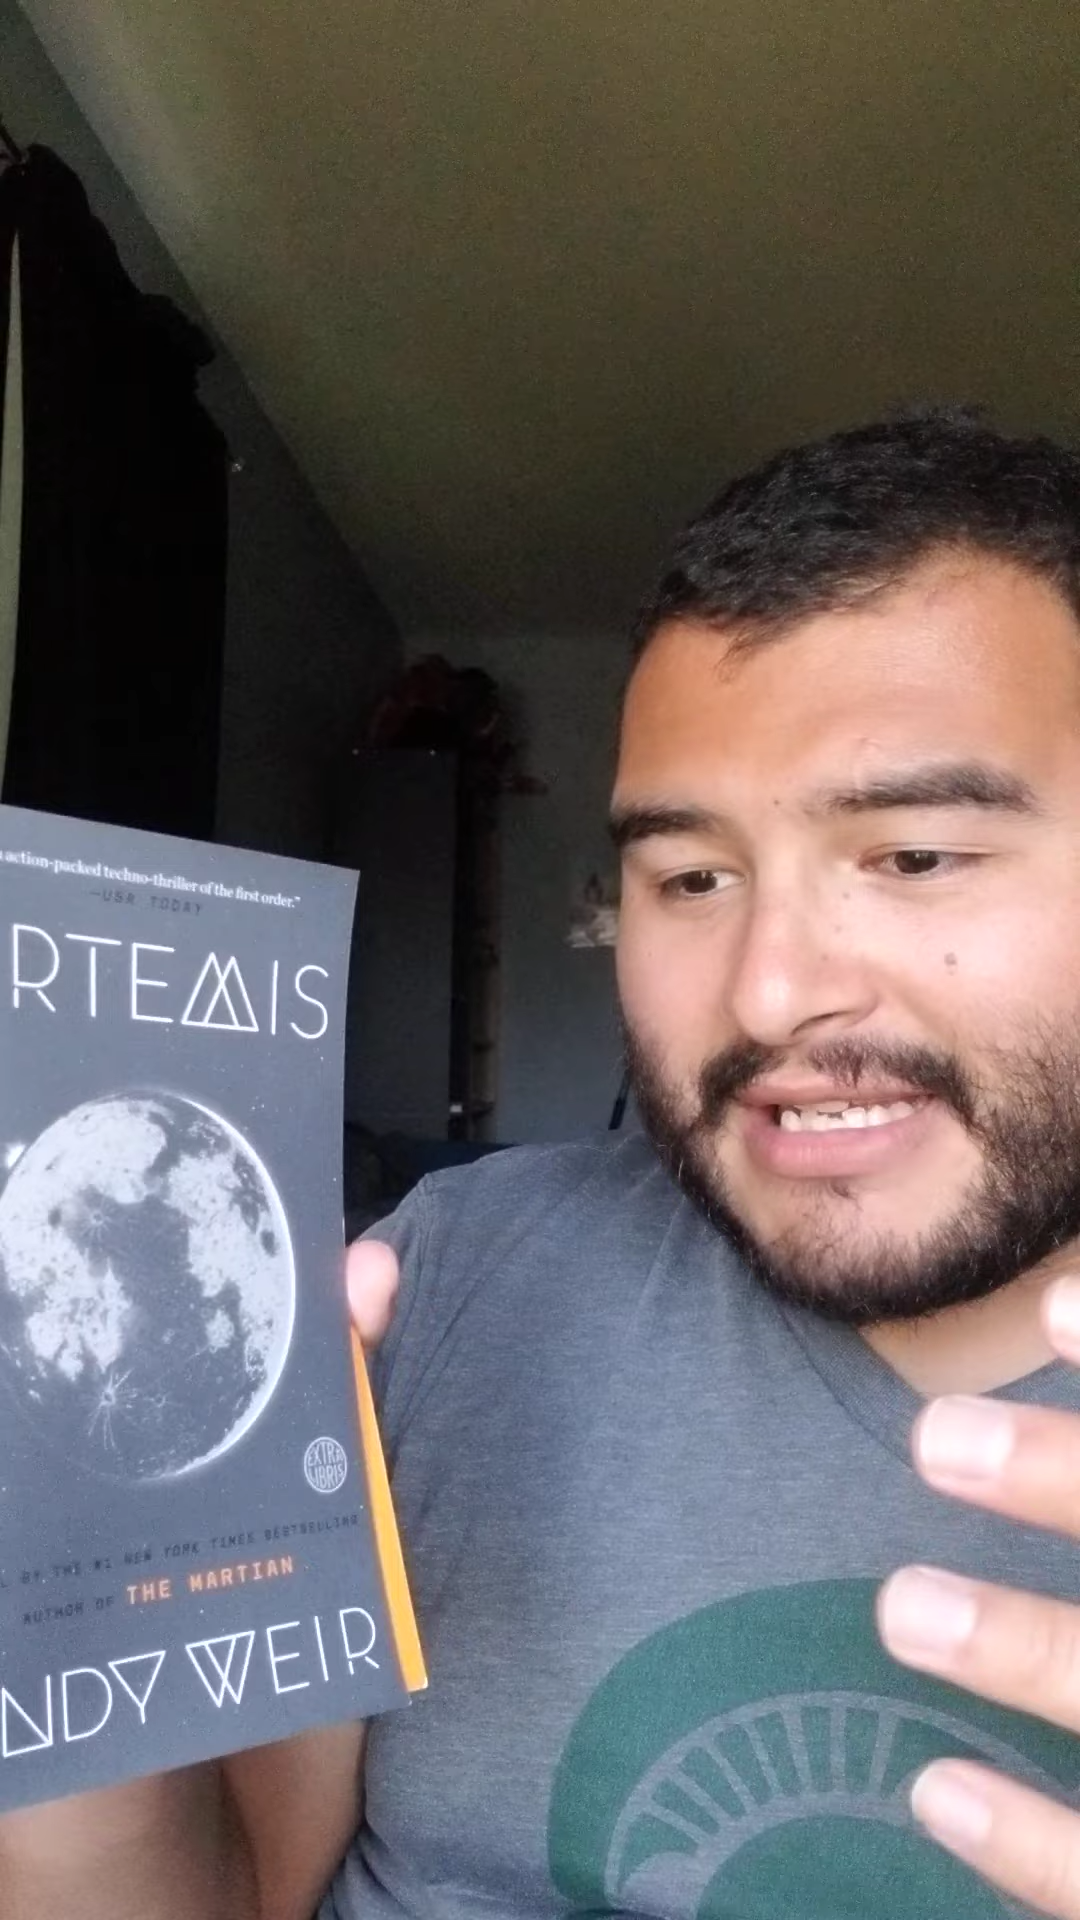 action-packed techno-thriller of the first order."
—USA TODAY
RTEMIS
EXTRA
LIBRIS
L BY THE #1 NEW YORK TIMES BESTSELLING
AUTHOR OF THE MARTIAN
NDY WEIR